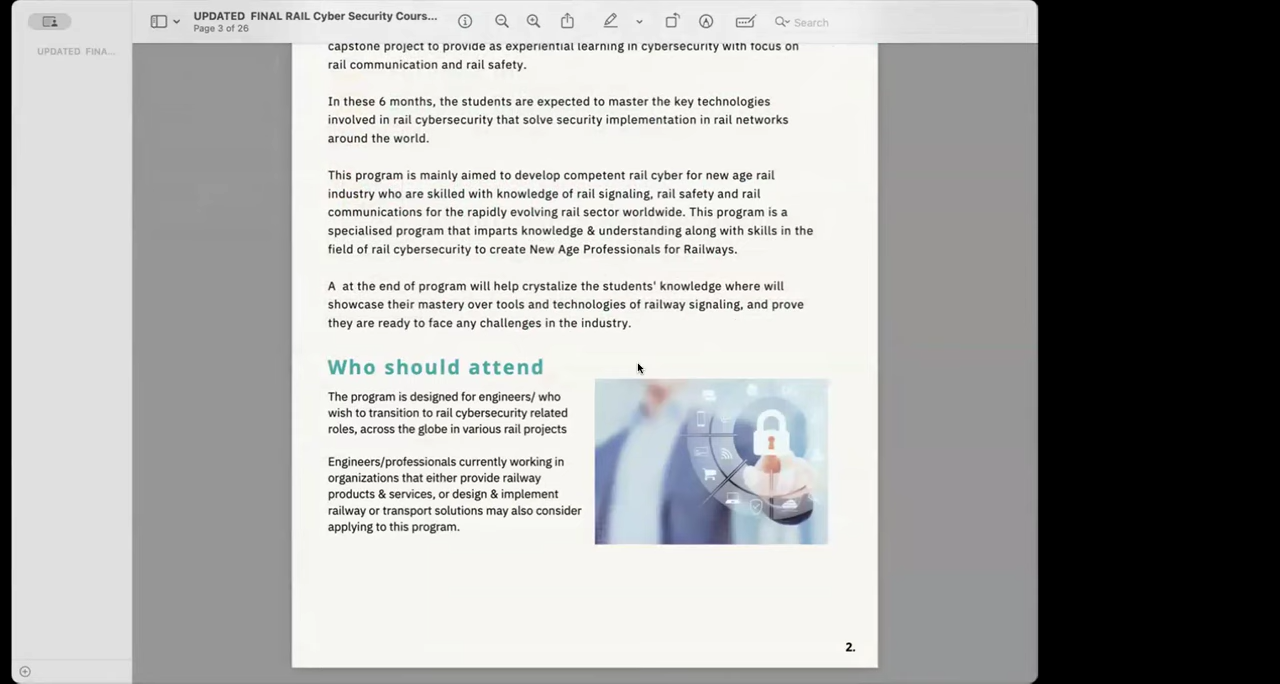 UPDATED FINAL RAIL Cyber Security Cours...
Page 3 of 26
Search
UPDATED FINA...
capstone project to provide as experiential learning in cybersecurity with focus on
rail communication and rail safety.
In these 6 months, the students are expected to master the key technologies
involved in rail cybersecurity that solve security implementation in rail networks
around the world.
This program is mainly aimed to develop competent rail cyber for new age rail
industry who are skilled with knowledge of rail signaling, rail safety and rail
communications for the rapidly evolving rail sector worldwide. This program is a
specialised program that imparts knowledge & understanding along with skills in the
field of rail cybersecurity to create New Age Professionals for Railways.
A at the end of program will help crystalize the students' knowledge where will
showcase their mastery over tools and technologies of railway signaling, and prove
they are ready to face any challenges in the industry.
Who should attend
The program is designed for engineers/ who
wish to transition to rail cybersecurity related
roles, across the globe in various rail projects
Engineers/professionals currently working in
organizations that either provide railway
products & services, or design & implement
railway or transport solutions may also consider
applying to this program.
2.